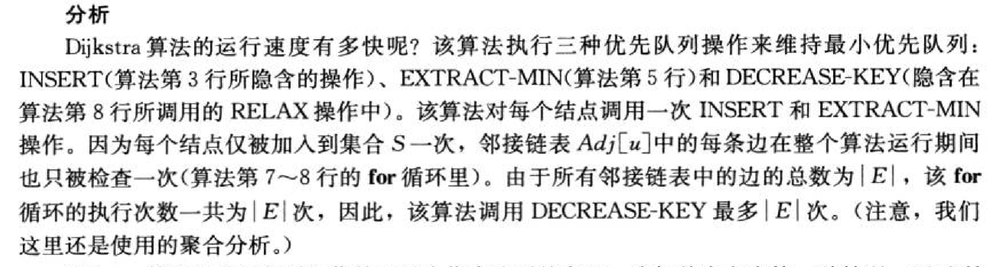 分析
Dijkstra 算法的运行速度有多快呢？该算法执行三种优先队列操作来维持最小优先队列：
INSERT(算法第 3 行所隐含的操作)、EXTRACT-MIN(算法第 5 行)和 DECREASE-KEY(隐含在
算法第 8 行所调用的 RELAX 操作中)。该算法对每个结点调用一次 INSERT 和 EXTRACT-MIN
操作。因为每个结点仅被加入到集合 S 一次，邻接链表 Adj[u]中的每条边在整个算法运行期间
也只被检查一次(算法第 7～8 行的 for 循环里)。由于所有邻接链表中的边的总数为|E|，该 for
循环的执行次数一共为|E|次，因此，该算法调用 DECREASE-KEY 最多|E|次。(注意，我们
这里还是使用的聚合分析。)